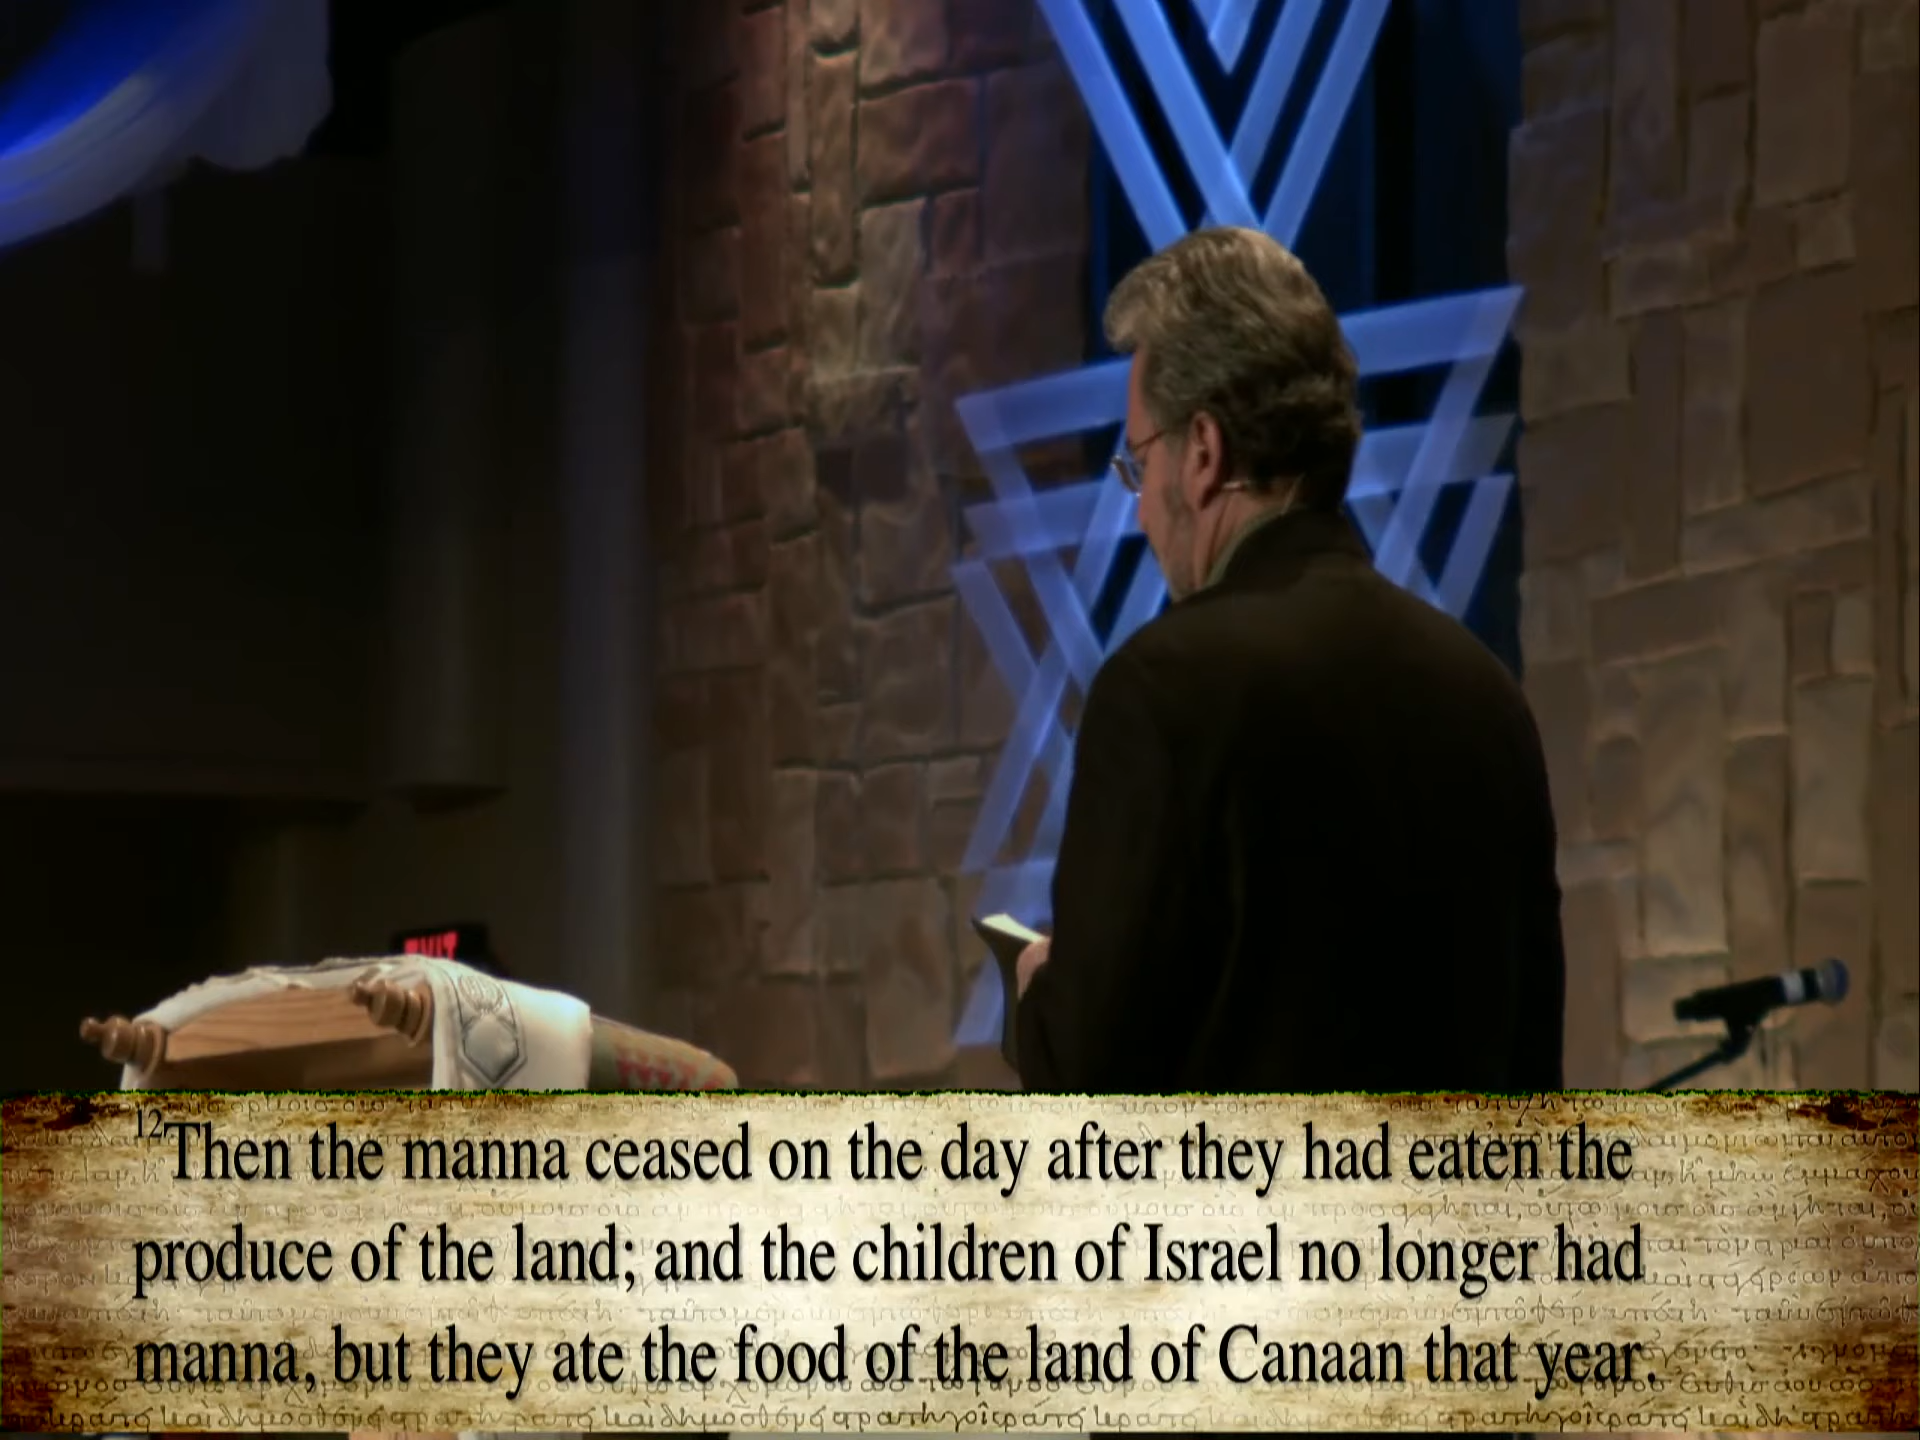 EXIT
12Then the manna ceased on the day after they had eaten the
produce of the land; and the children of Israel no longer had
manna, but they ate the food of the land of Canaan that year.